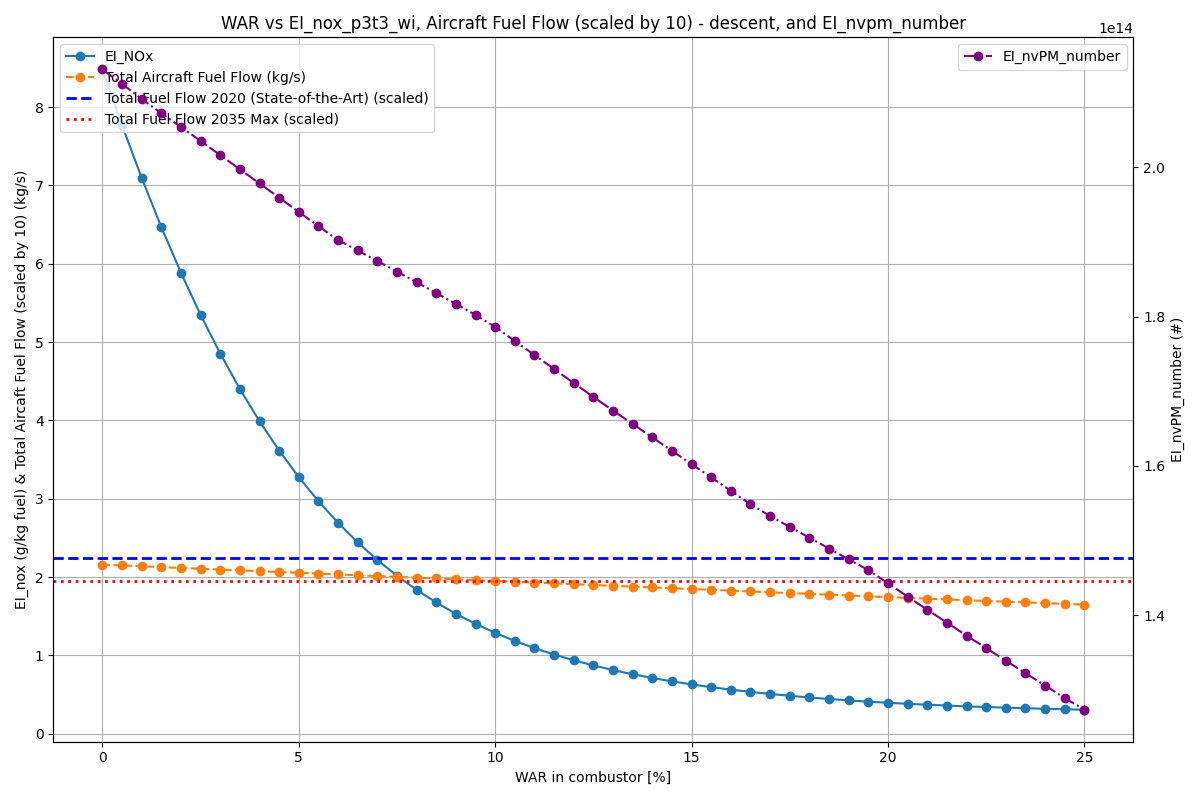 WAR vs EI_nox_p3t3_wi, Aircraft Fuel Flow (scaled by 10) - descent, and EI_nvpm_number
1e14
EI_NOx
Total Aircraft Fuel Flow (kg/s)
Total Fuel Flow 2020 (State-of-the-Art) (scaled)
Total Fuel Flow 2035 Max (scaled)
EI_nvPM_number
EI_nox (g/kg fuel) & Total Aircaft Fuel Flow (scaled by 10) (kg/s)
8
7
6
5
4
3
2
1
0
2.0
1.8
1.6
1.4
EI_nvPM_number (#)
0
5
10
15
20
25
WAR in combustor [%]